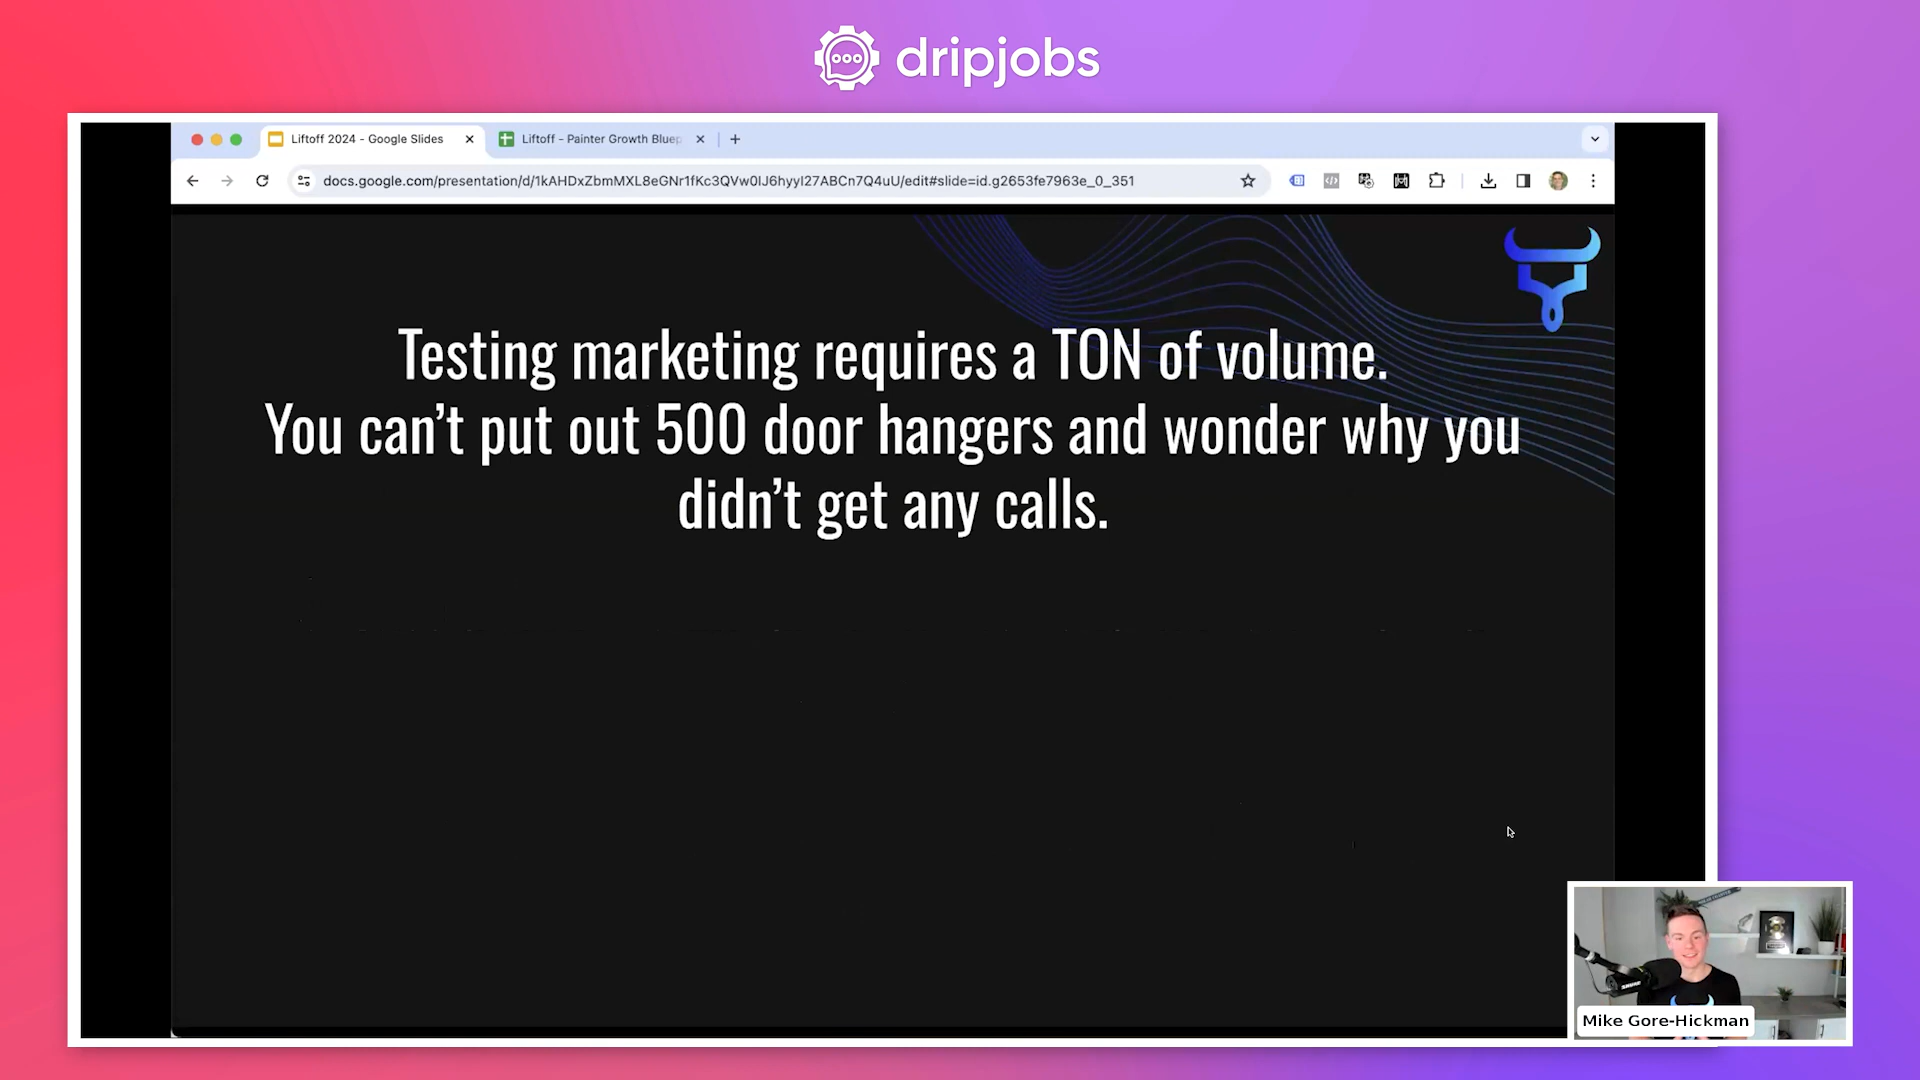 dripjobs
Liftoff 2024 - Google Slides
Liftoff - Painter Growth Bluep
docs.google.com/presentation/d/1kAHDxZbmMXL8eGNr1fKc3QVw0IJ6hyyI27ABCn7Q4uU/edit#slide=id.g2653fe7963e_0_351
Testing marketing requires a TON of volume.
You can’t put out 500 door hangers and wonder why you
didn’t get any calls.
SHURE
Mike Gore-Hickman